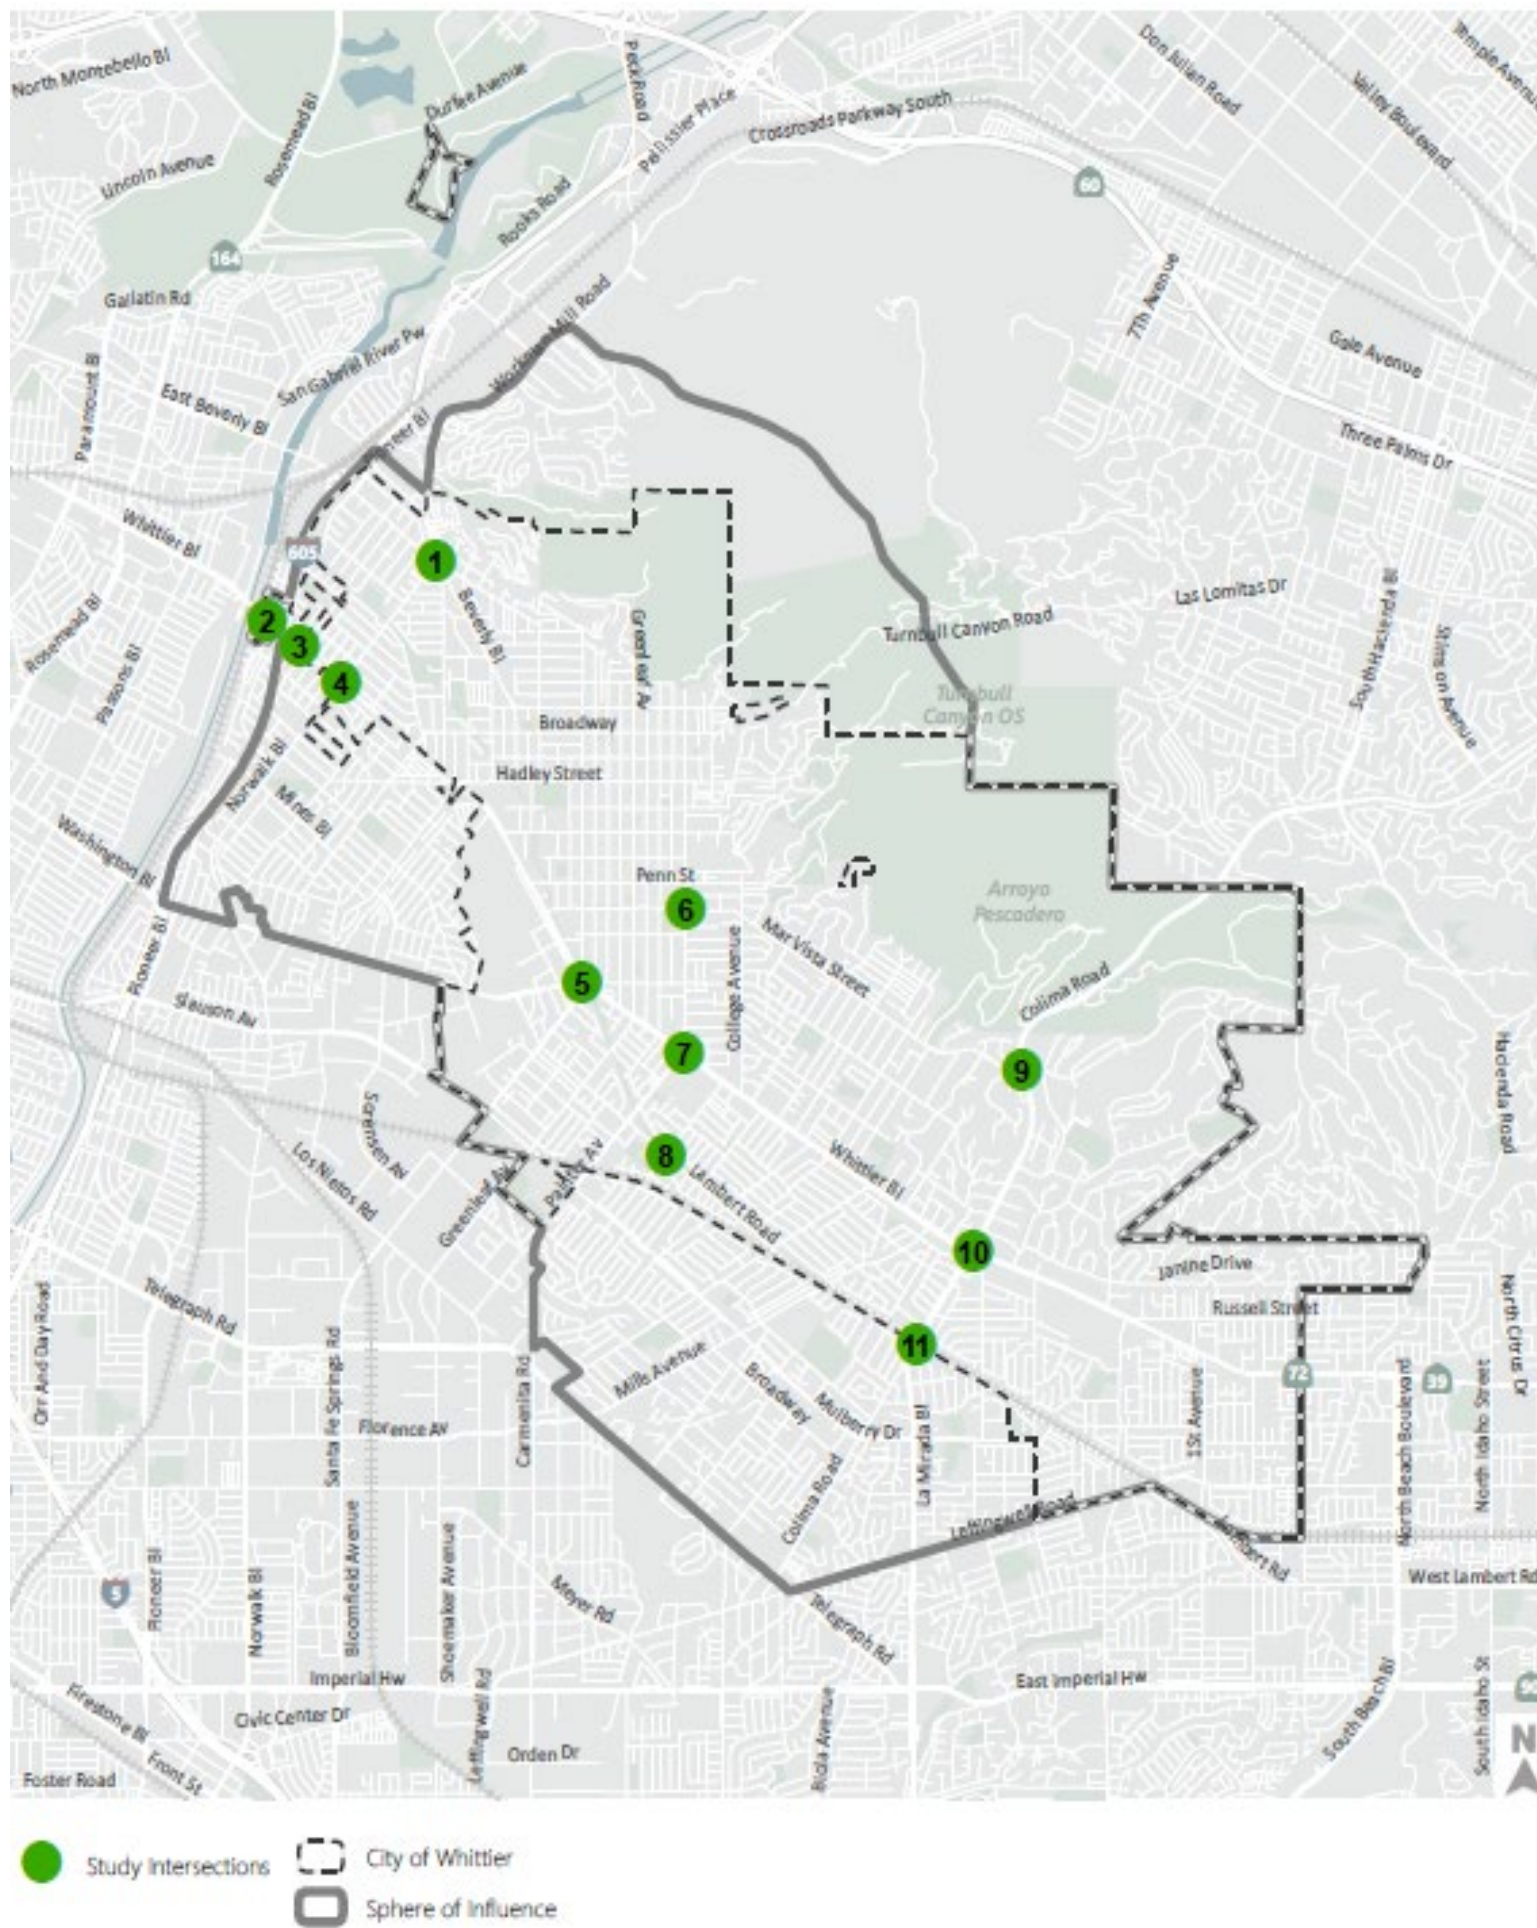 North Montebello Bl
Durfee Avenue
Peck Road
Pellissier Place
Crossroads Parkway South
Don Julian Road
Valley Boulevard
Temple Avenu
Rosemead Bl
Lincoln Avenue
60
Rooks Road
164
Gallatin Rd
7Th Avenue
San Gabriel River Pw
Workman Mill Road
Gale Avenue
Paramount Bl
East Beverly Bl
neer Bl
Three Palms Dr
Whittier Bl
605
1
Beverly Bl
Greenleaf Av
Las Lomitas Dr
South Hacienda Bl
Stimson Avenue
Rosemead Bl
2
3
4
Turnbull Canyon Road
Passons Bl
Turnbull
Canyon OS
Broadway
Norwalk Bl
Hadley Street
Mines Bl
Washington Bl
Penn St
6
Arroyo
Pescadero
Mar Vista Street
College Avenue
Pioneer Bl
5
Colima Road
Slauson Av
7
9
Hacienda Road
Sorensen Av
Los Nietos Rd
8
Painter Av
Greenleaf Av
Lambert Road
Whittier Bl
10
Janine Drive
Russell Street
Telegraph Rd
Orr And Day Road
Santa Fe Springs Rd
Carmenita Rd
11
Mills Avenue
Broadway
Mulberry Dr
72
39
North Citrus Dr
North Beach Boulevard
North Idaho Street
1St Avenue
Florence Av
La Mirada Bl
Colima Road
Leffingwell Road
Lambert Rd
West Lambert Rd
5
Pioneer Bl
Norwalk Bl
Bloomfield Avenue
Shoemaker Avenue
Meyer Rd
Telegraph Rd
Imperial Hw
East Imperial Hw
Firestone Bl
Civic Center Dr
Leffingwell Rd
Biola Avenue
South Beach Bl
South Idaho St
Front St
Orden Dr
Foster Road
N
Study Intersections
City of Whittier
Sphere of Influence